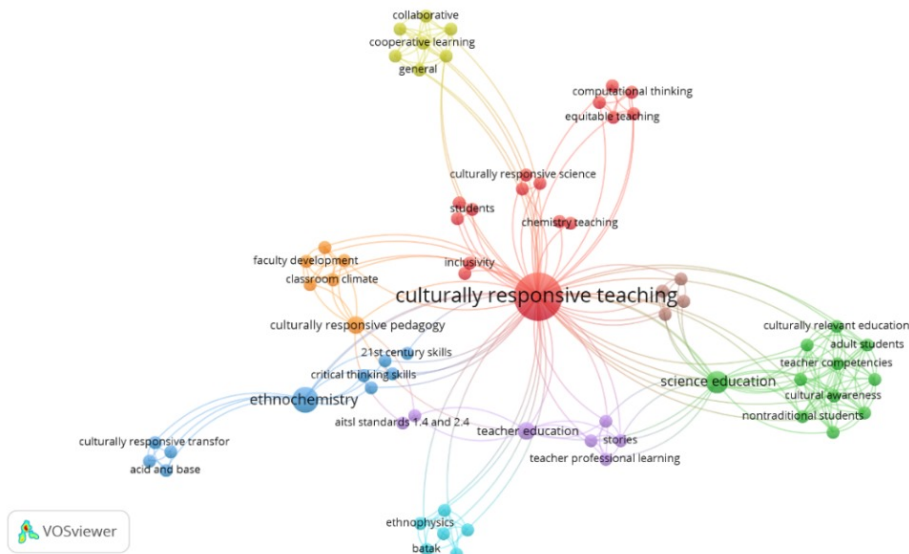 collaborative
cooperative learning
general
computational thinking
equitable teaching
culturally responsive science
students
chemistry teaching
inclusivity
faculty development
classroom climate
culturally responsive teaching
culturally responsive pedagogy
culturally relevant education
adult students
21st century skills
teacher competencies
critical thinking skills
science education
cultural awareness
ethnochemistry
nontraditional students
aitsl standards 1.4 and 2.4
teacher education
stories
culturally responsive transfor
teacher professional learning
acid and base
ethnophysics
batak
VOSviewer